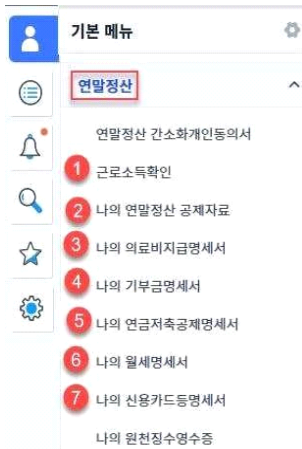 기본 메뉴
연말정산
연말정산 간소화개인동의서
1 근로소득확인
2 나의 연말정산 공제자료
3 나의 의료비지급명세서
4 나의 기부금명세서
5 나의 연금저축공제명세서
6 나의 월세명세서
7 나의 신용카드등명세서
나의 원천징수영수증